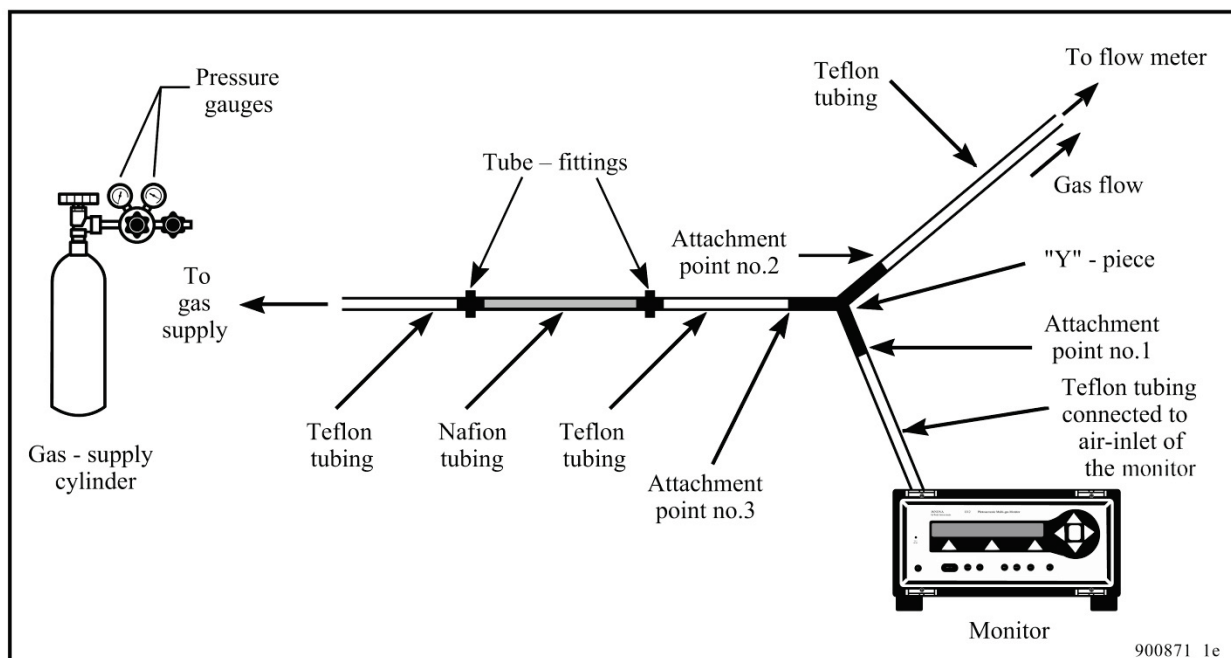 Pressure
gauges
Teflon
tubing
To flow meter
Tube – fittings
Gas flow
Attachment
point no.2
"Y" - piece
To
gas
supply
Attachment
point no.1
Teflon tubing
connected to
air-inlet of
the monitor
Teflon
tubing
Nafion
tubing
Teflon
tubing
Attachment
point no.3
Gas - supply
cylinder
Monitor
900871_1e